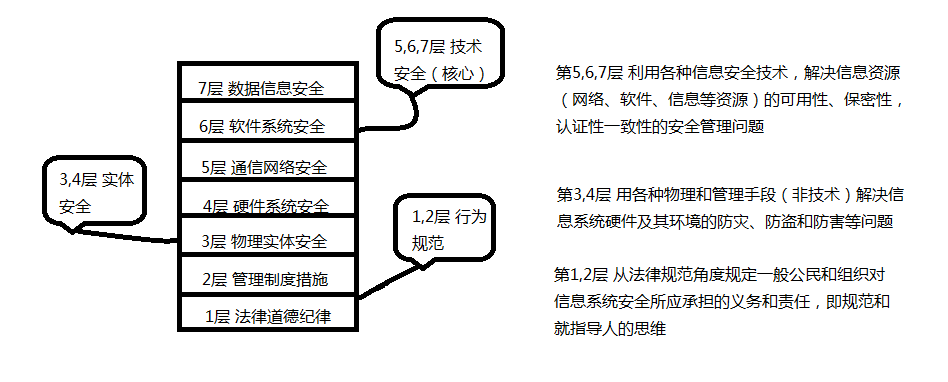 5,6,7层 技术
安全（核心）
7层 数据信息安全
6层 软件系统安全
5层 通信网络安全
4层 硬件系统安全
3层 物理实体安全
2层 管理制度措施
1层 法律道德纪律
3,4层 实体
安全
1,2层 行为
规范
第5,6,7层 利用各种信息安全技术，解决信息资源
（网络、软件、信息等资源）的可用性、保密性，
认证性一致性的安全管理问题
第3,4层 用各种物理和管理手段（非技术）解决信
息系统硬件及其环境的防灾、防盗和防害等问题
第1,2层 从法律规范角度规定一般公民和组织对
信息系统安全所应承担的义务和责任，即规范和
就指导人的思维